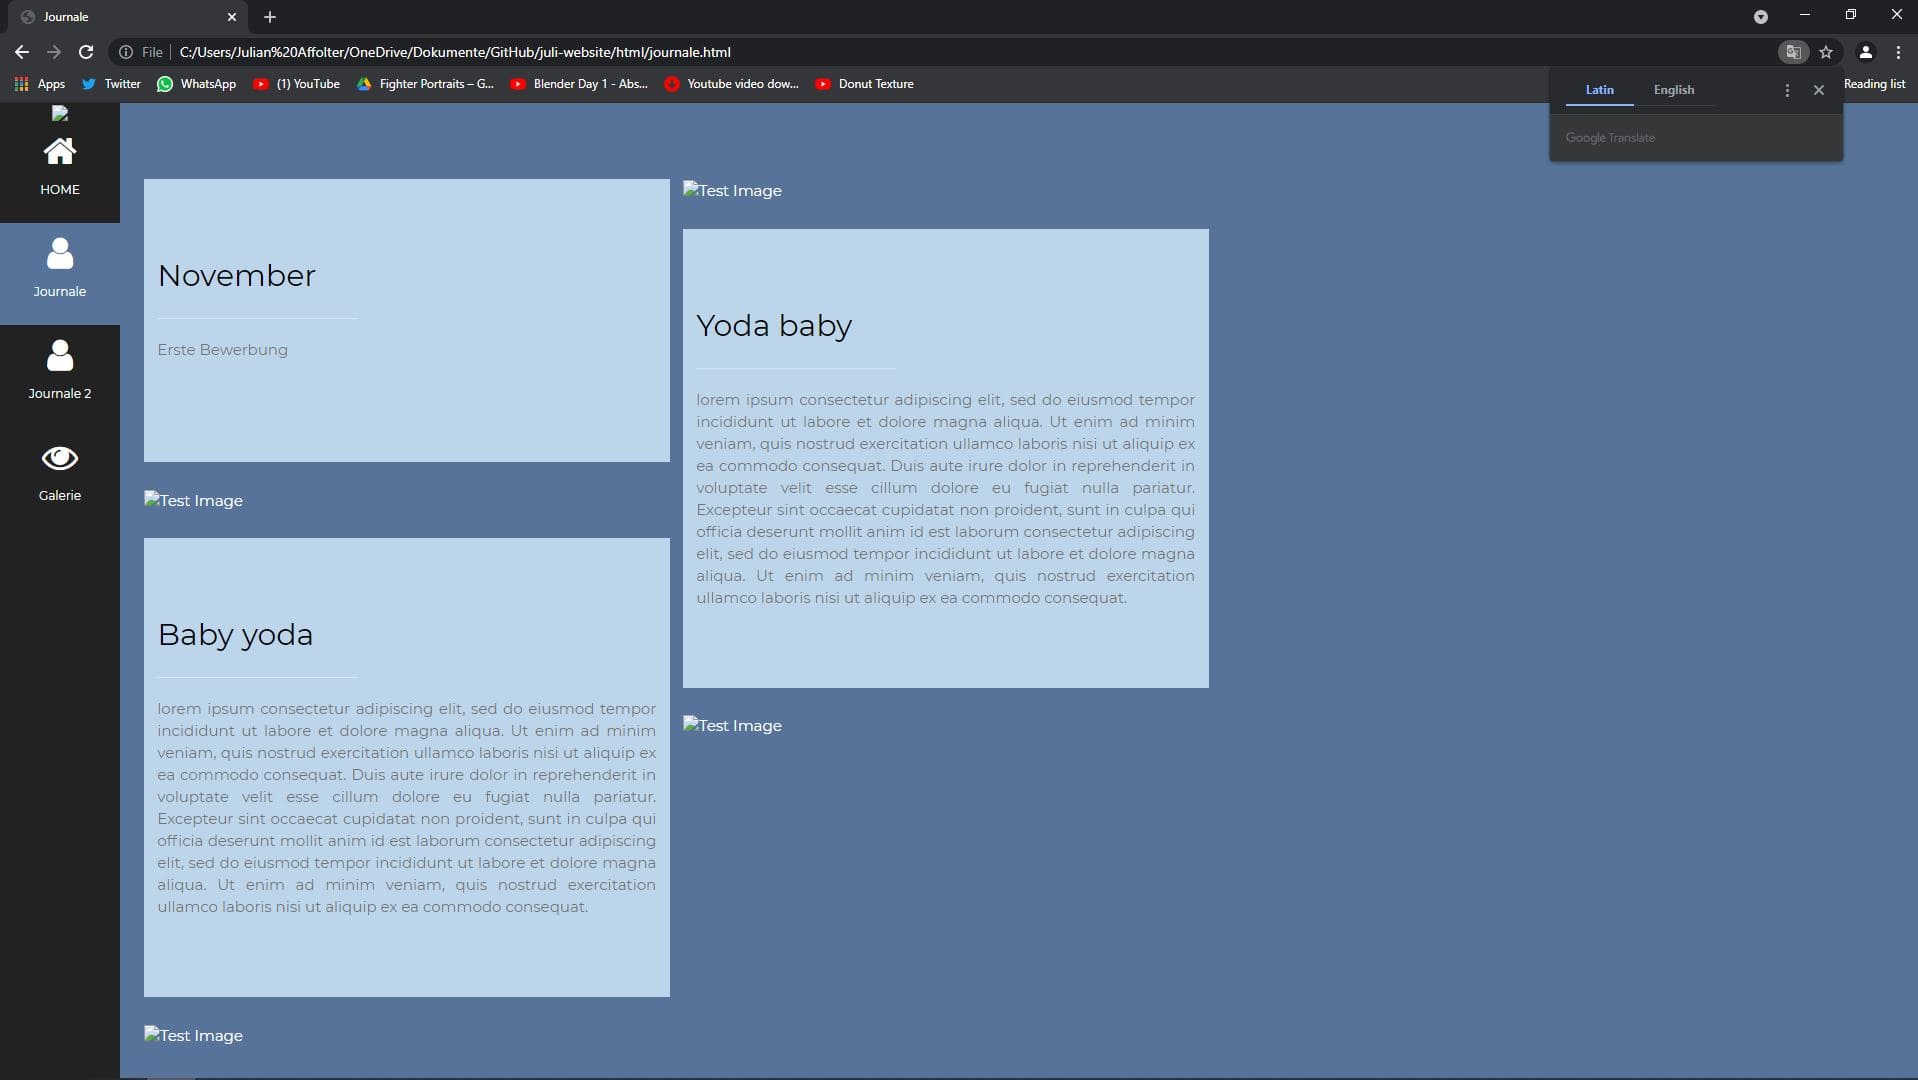 Journale
File
C:/Users/Julian%20Affolter/OneDrive/Dokumente/GitHub/juli-website/html/journale.html
Apps
Twitter
WhatsApp
(1) YouTube
Fighter Portraits – G...
Blender Day 1 - Abs...
Youtube video dow...
Donut Texture
Reading list
Latin
English
Google Translate
HOME
Journale
Journale 2
Galerie
November
Erste Bewerbung
Test Image
Baby yoda
lorem ipsum consectetur adipiscing elit, sed do eiusmod tempor
incididunt ut labore et dolore magna aliqua. Ut enim ad minim
veniam, quis nostrud exercitation ullamco laboris nisi ut aliquip ex
ea commodo consequat. Duis aute irure dolor in reprehenderit in
voluptate velit esse cillum dolore eu fugiat nulla pariatur.
Excepteur sint occaecat cupidatat non proident, sunt in culpa qui
officia deserunt mollit anim id est laborum consectetur adipiscing
elit, sed do eiusmod tempor incididunt ut labore et dolore magna
aliqua. Ut enim ad minim veniam, quis nostrud exercitation
ullamco laboris nisi ut aliquip ex ea commodo consequat.
Test Image
Test Image
Yoda baby
lorem ipsum consectetur adipiscing elit, sed do eiusmod tempor
incididunt ut labore et dolore magna aliqua. Ut enim ad minim
veniam, quis nostrud exercitation ullamco laboris nisi ut aliquip ex
ea commodo consequat. Duis aute irure dolor in reprehenderit in
voluptate velit esse cillum dolore eu fugiat nulla pariatur.
Excepteur sint occaecat cupidatat non proident, sunt in culpa qui
officia deserunt mollit anim id est laborum consectetur adipiscing
elit, sed do eiusmod tempor incididunt ut labore et dolore magna
aliqua. Ut enim ad minim veniam, quis nostrud exercitation
ullamco laboris nisi ut aliquip ex ea commodo consequat.
Test Image